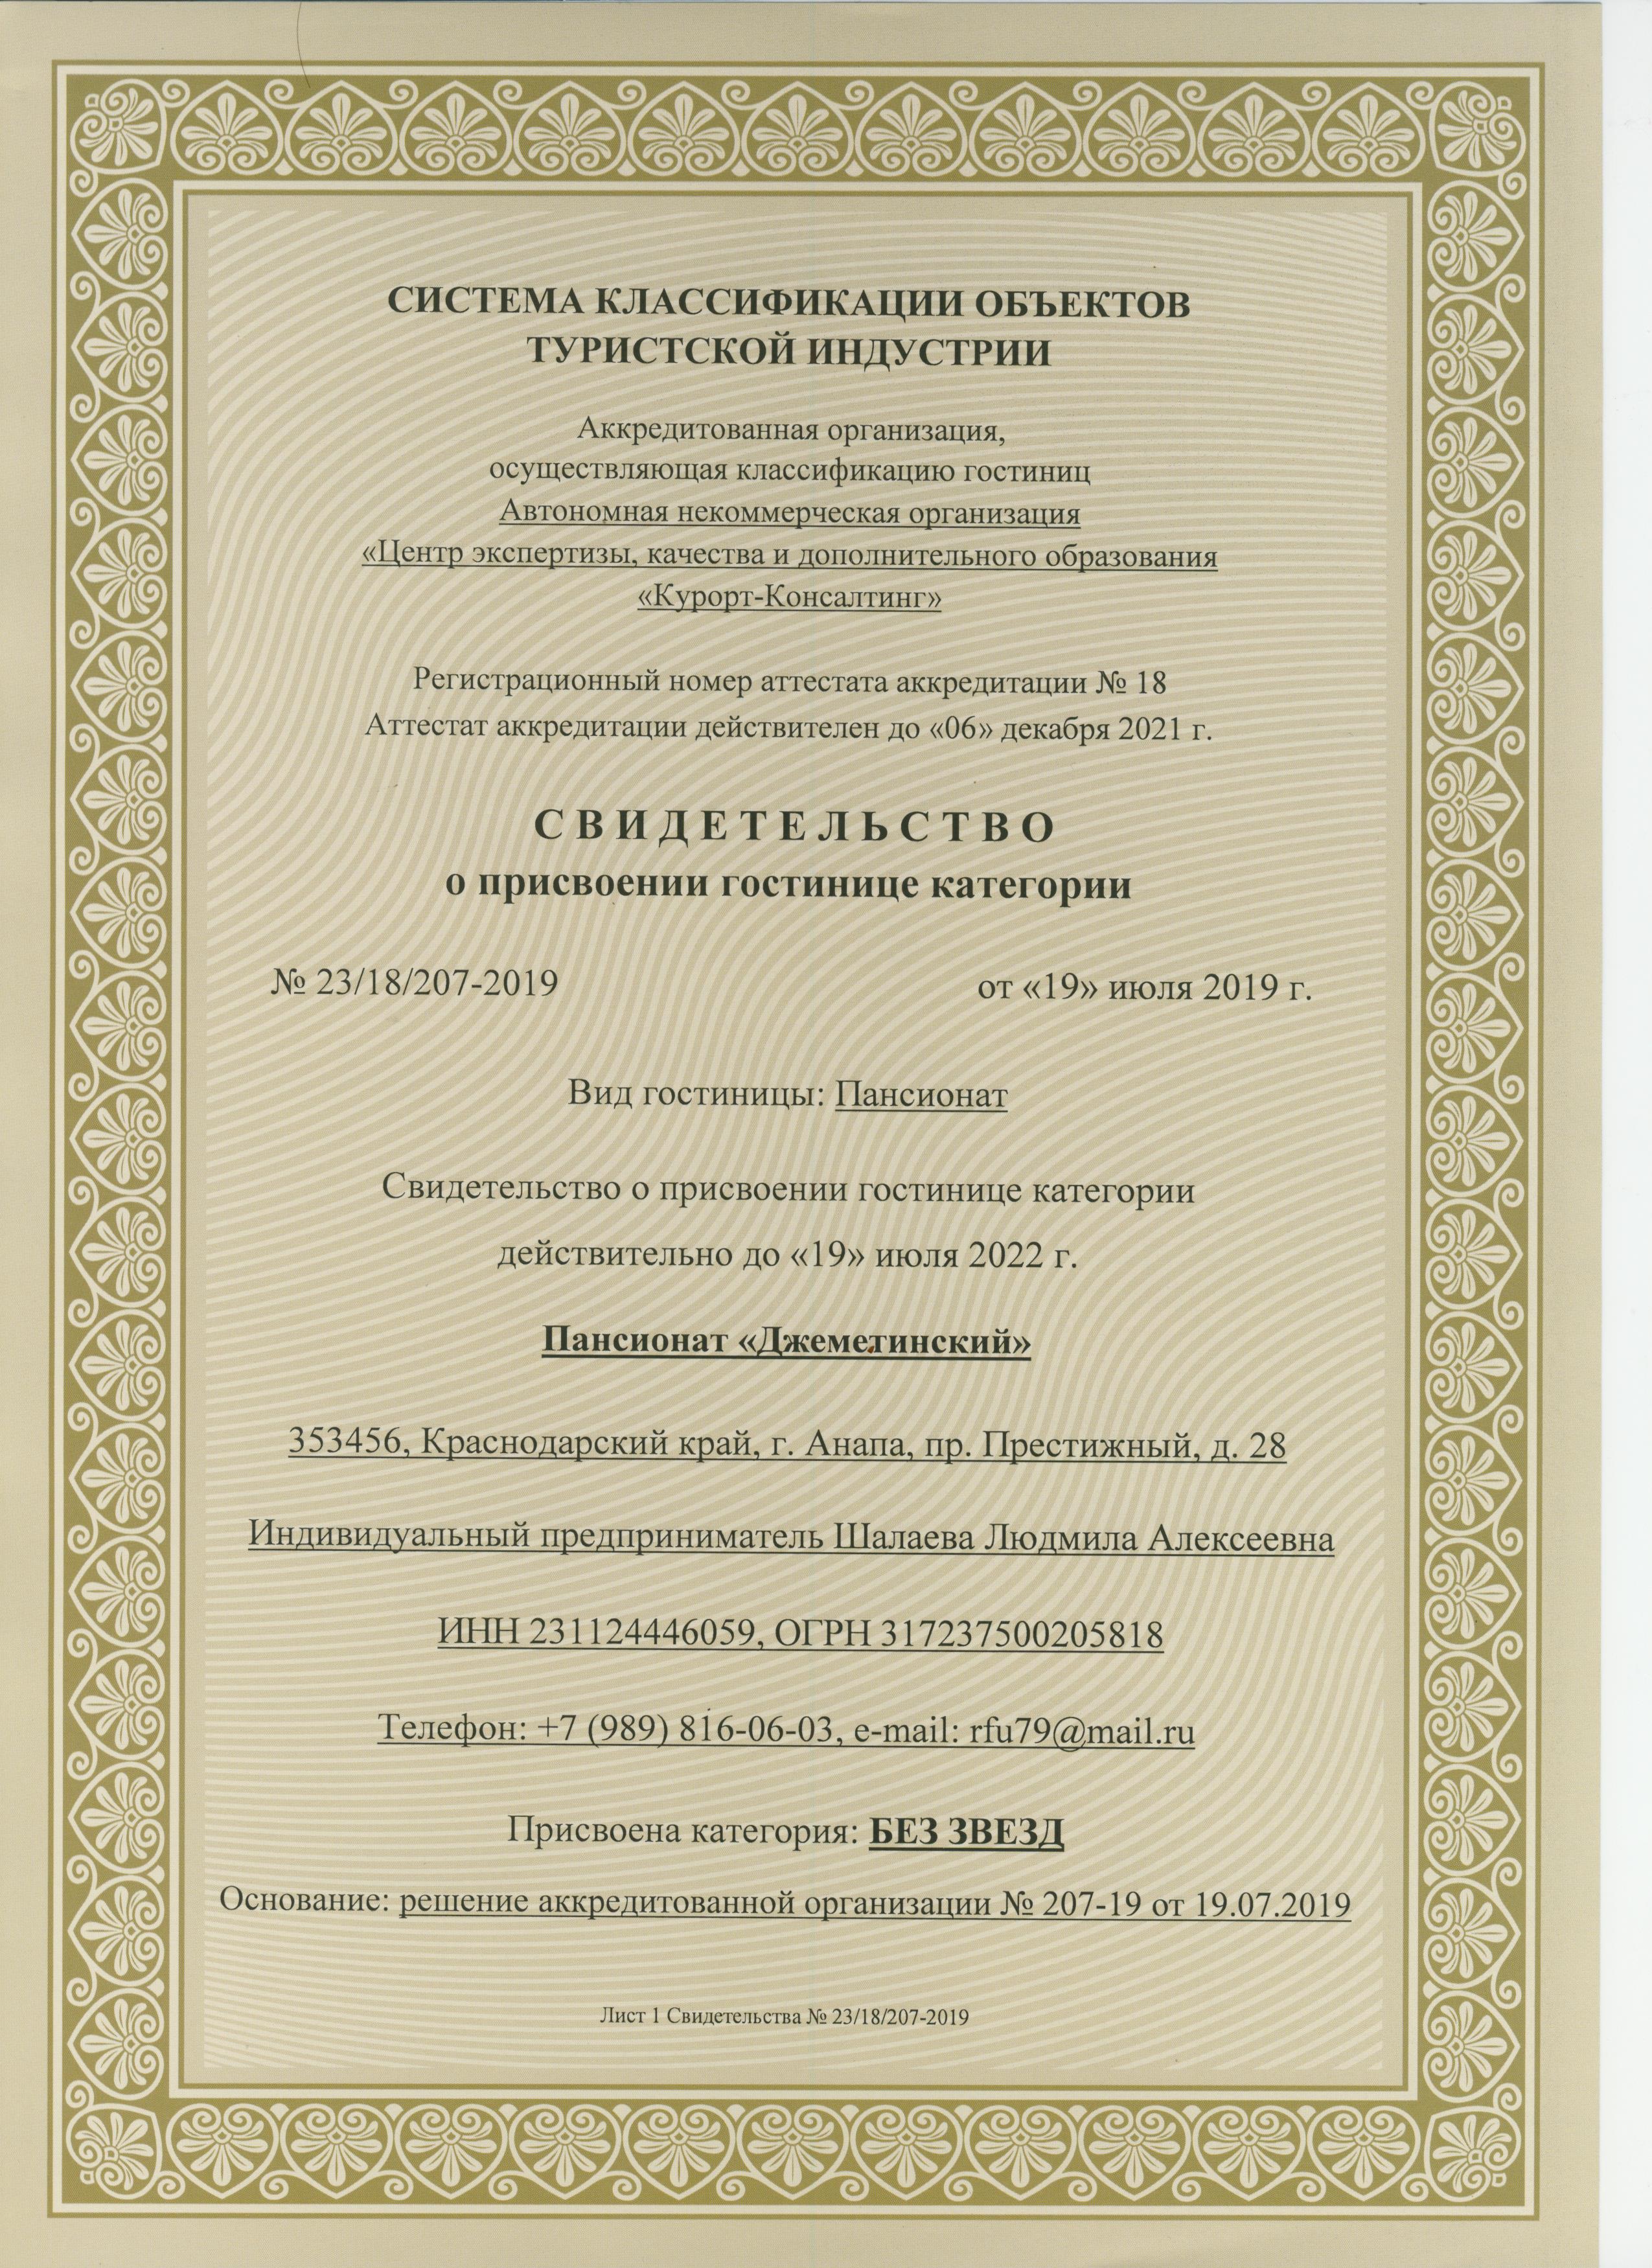 СИСТЕМА КЛАССИФИКАЦИИ ОБЪЕКТОВ
ТУРИСТСКОЙ ИНДУСТРИИ
Аккредитованная организация,
осуществляющая классификацию гостиниц
Автономная некоммерческая организация
«Центр экспертизы, качества и дополнительного образования
«Курорт-Консалтинг»
Регистрационный номер аттестата аккредитации № 18
Аттестат аккредитации действителен до «06» декабря 2021 г.
С В И Д Е Т Е Л Ь С Т В О
о присвоении гостинице категории
№ 23/18/207-2019 от «19» июля 2019 г.
Вид гостиницы: Пансионат
Свидетельство о присвоении гостинице категории
действительно до «19» июля 2022 г.
Пансионат «Джеметинский»
353456, Краснодарский край, г. Анапа, пр. Престижный, д. 28
Индивидуальный предприниматель Шалаева Людмила Алексеевна
ИНН 231124446059, ОГРН 317237500205818
Телефон: +7 (989) 816-06-03, e-mail: rfu79@mail.ru
Присвоена категория: БЕЗ ЗВЕЗД
Основание: решение аккредитованной организации № 207-19 от 19.07.2019
Лист 1 Свидетельства № 23/18/207-2019